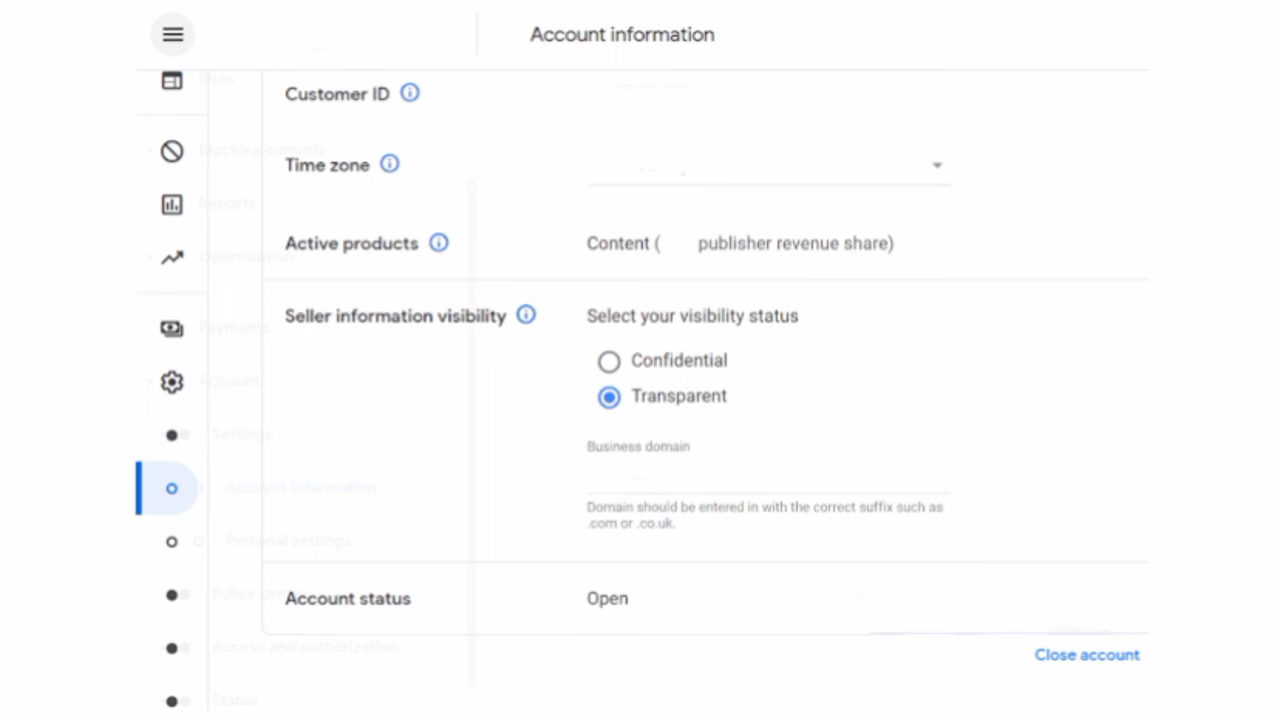 Account information
Sites
Customer ID
Blocking controls
Time zone
Reports
Active products
Content ( publisher revenue share)
Optimization
Seller information visibility
Select your visibility status
Payments
Confidential
Account
Transparent
Settings
Business domain
Account information
Domain should be entered in with the correct suffix such as
.com or .co.uk.
Personal settings
Policy
Account status
Open
Access and authorization
Close account
Status